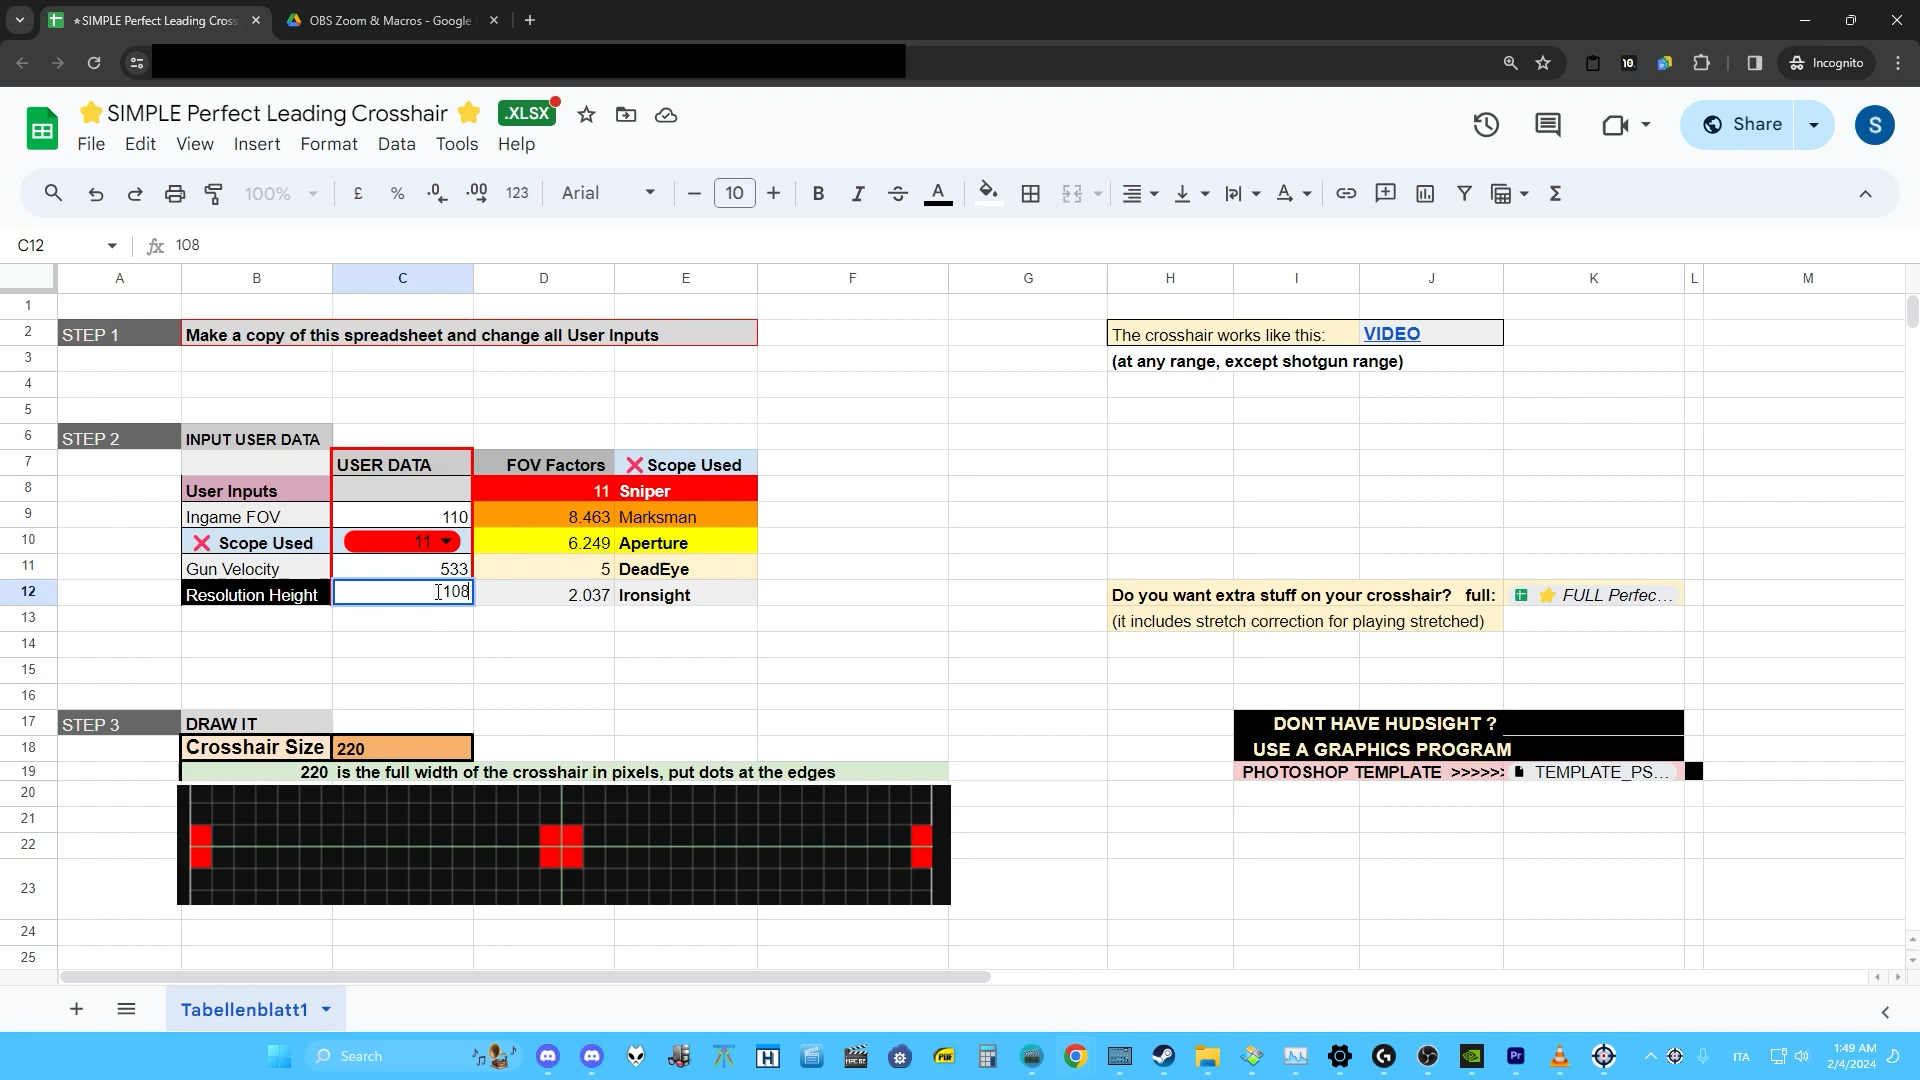 SIMPLE Perfect Leading Cross
OBS Zoom & Macros - Google
10.
Incognito
SIMPLE Perfect Leading Crosshair
.XLSX
Share
S
File Edit View Insert Format Data Tools Help
100%
£ % .0 .00 123
Arial
10
B I S A
Σ
C12
fx 108
A B C D E F G H I J K L M
1
2 STEP 1 Make a copy of this spreadsheet and change all User Inputs The crosshair works like this: VIDEO
3 (at any range, except shotgun range)
4
5
6 STEP 2 INPUT USER DATA
7 USER DATA FOV Factors ❌ Scope Used
8 User Inputs 11 Sniper
9 Ingame FOV 110 8.463 Marksman
10 ❌ Scope Used 11 6.249 Aperture
11 Gun Velocity 533 5 DeadEye
12 Resolution Height 108 2.037 Ironsight Do you want extra stuff on your crosshair? full: FULL Perfec...
13 (it includes stretch correction for playing stretched)
14
15
16
17 STEP 3 DRAW IT DONT HAVE HUDSIGHT ?
18 Crosshair Size 220 USE A GRAPHICS PROGRAM
19 220 is the full width of the crosshair in pixels, put dots at the edges PHOTOSHOP TEMPLATE >>>>>: TEMPLATE_PS...
20
21
22
23
24
25
Tabellenblatt1
Search
ITA
1:49 AM
2/4/2024